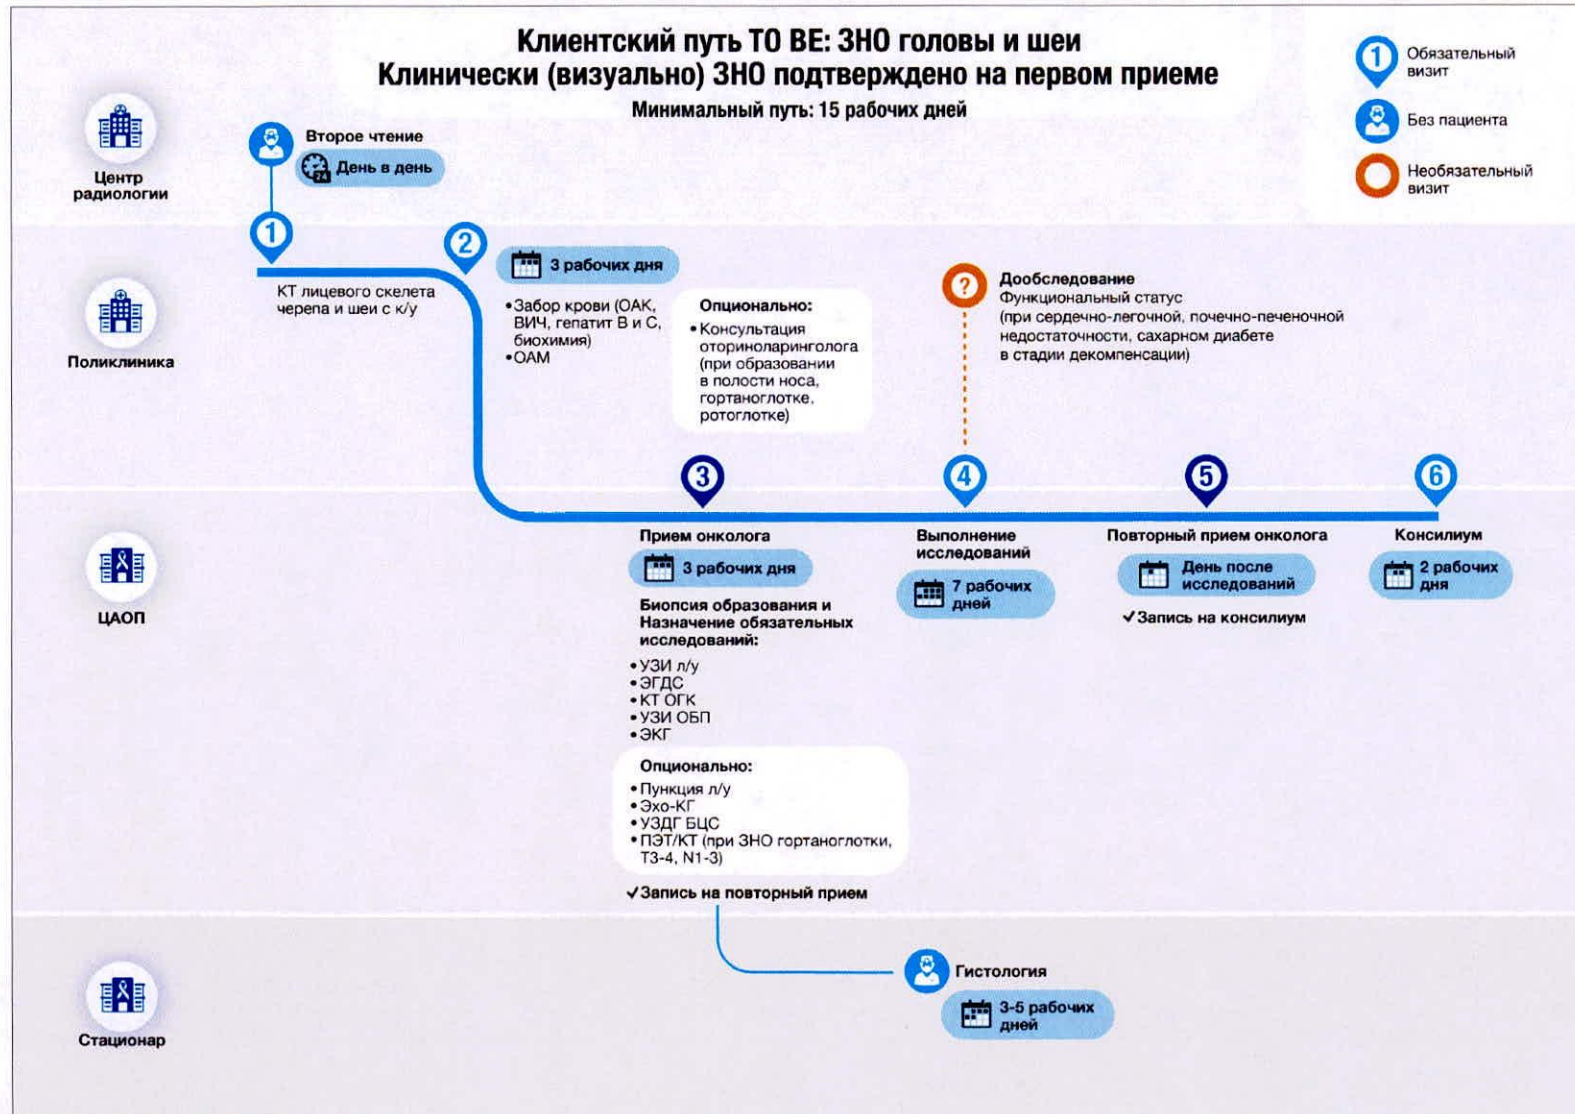 Клиентский путь TO BE: ЗНО головы и шеи
Клинически (визуально) ЗНО подтверждено на первом приеме
Минимальный путь: 15 рабочих дней
1
Обязательный
визит
Без пациента
Необязательный
визит
Центр
радиологии
Второе чтение
24
День в день
Поликлиника
1
КТ лицевого скелета
черепа и шеи с к/у
2
3 рабочих дня
•Забор крови (ОАК,
ВИЧ, гепатит В и С,
биохимия)
•ОАМ
Опционально:
•Консультация
оториноларинголога
(при образовании
в полости носа,
гортаноглотке,
ротоглотке)
?
Дообследование
Функциональный статус
(при сердечно-легочной, почечно-печеночной
недостаточности, сахарном диабете
в стадии декомпенсации)
ЦАОП
3
Прием онколога
3 рабочих дня
Биопсия образования и
Назначение обязательных
исследований:
•УЗИ л/у
•ЭГДС
•КТ ОГК
•УЗИ ОБП
•ЭКГ
Опционально:
•Пункция л/у
•Эхо-КГ
•УЗДГ БЦС
•ПЭТ/КТ (при ЗНО гортаноглотки,
Т3-4, N1-3)
✓Запись на повторный прием
4
Выполнение
исследований
7 рабочих
дней
5
Повторный прием онколога
День после
исследований
✓Запись на консилиум
6
Консилиум
2 рабочих
дня
Стационар
Гистология
3-5 рабочих
дней